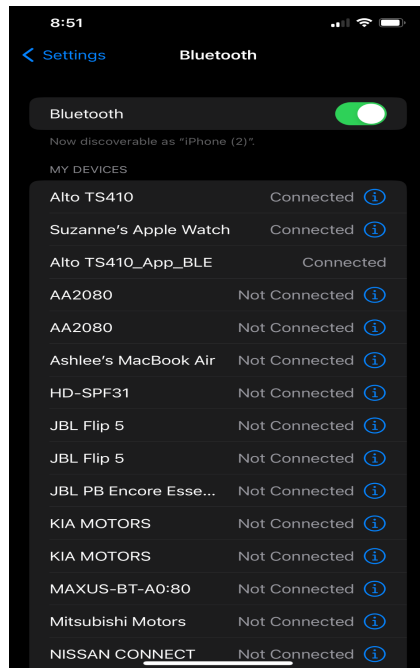 8:51
Settings
Bluetooth
Bluetooth
Now discoverable as “iPhone (2)”.
MY DEVICES
Alto TS410 Connected
Suzanne’s Apple Watch Connected
Alto TS410_App_BLE Connected
AA2080 Not Connected
AA2080 Not Connected
Ashlee’s MacBook Air Not Connected
HD-SPF31 Not Connected
JBL Flip 5 Not Connected
JBL Flip 5 Not Connected
JBL PB Encore Esse... Not Connected
KIA MOTORS Not Connected
KIA MOTORS Not Connected
MAXUS-BT-A0:80 Not Connected
Mitsubishi Motors Not Connected
NISSAN CONNECT Not Connected